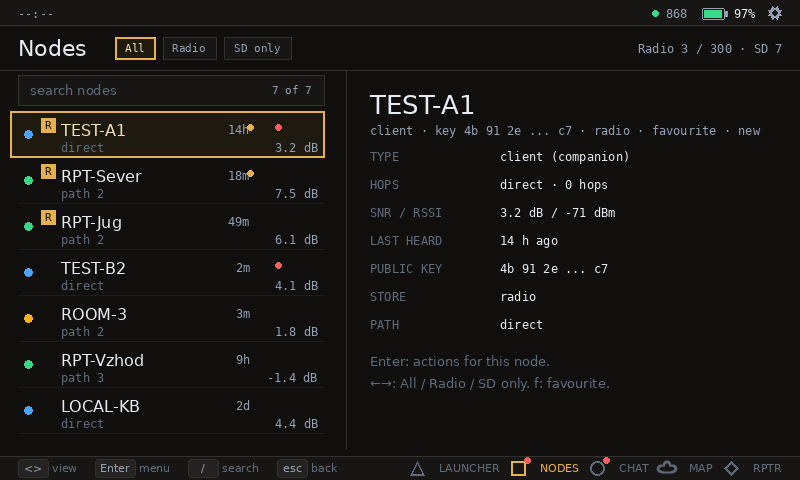 --:-- 868 97%
Nodes All Radio SD only Radio 3 / 300 · SD 7
search nodes 7 of 7
R TEST-A1 14h
direct 3.2 dB
R RPT-Sever 18m
path 2 7.5 dB
R RPT-Jug 49m
path 2 6.1 dB
TEST-B2 2m
direct 4.1 dB
ROOM-3 3m
path 2 1.8 dB
RPT-Vzhod 9h
path 3 -1.4 dB
LOCAL-KB 2d
direct 4.4 dB
TEST-A1
client · key 4b 91 2e ... c7 · radio · favourite · new
TYPE client (companion)
HOPS direct · 0 hops
SNR / RSSI 3.2 dB / -71 dBm
LAST HEARD 14 h ago
PUBLIC KEY 4b 91 2e ... c7
STORE radio
PATH direct
Enter: actions for this node.
←→: All / Radio / SD only. f: favourite.
<> view Enter menu / search esc back LAUNCHER NODES CHAT MAP RPTR